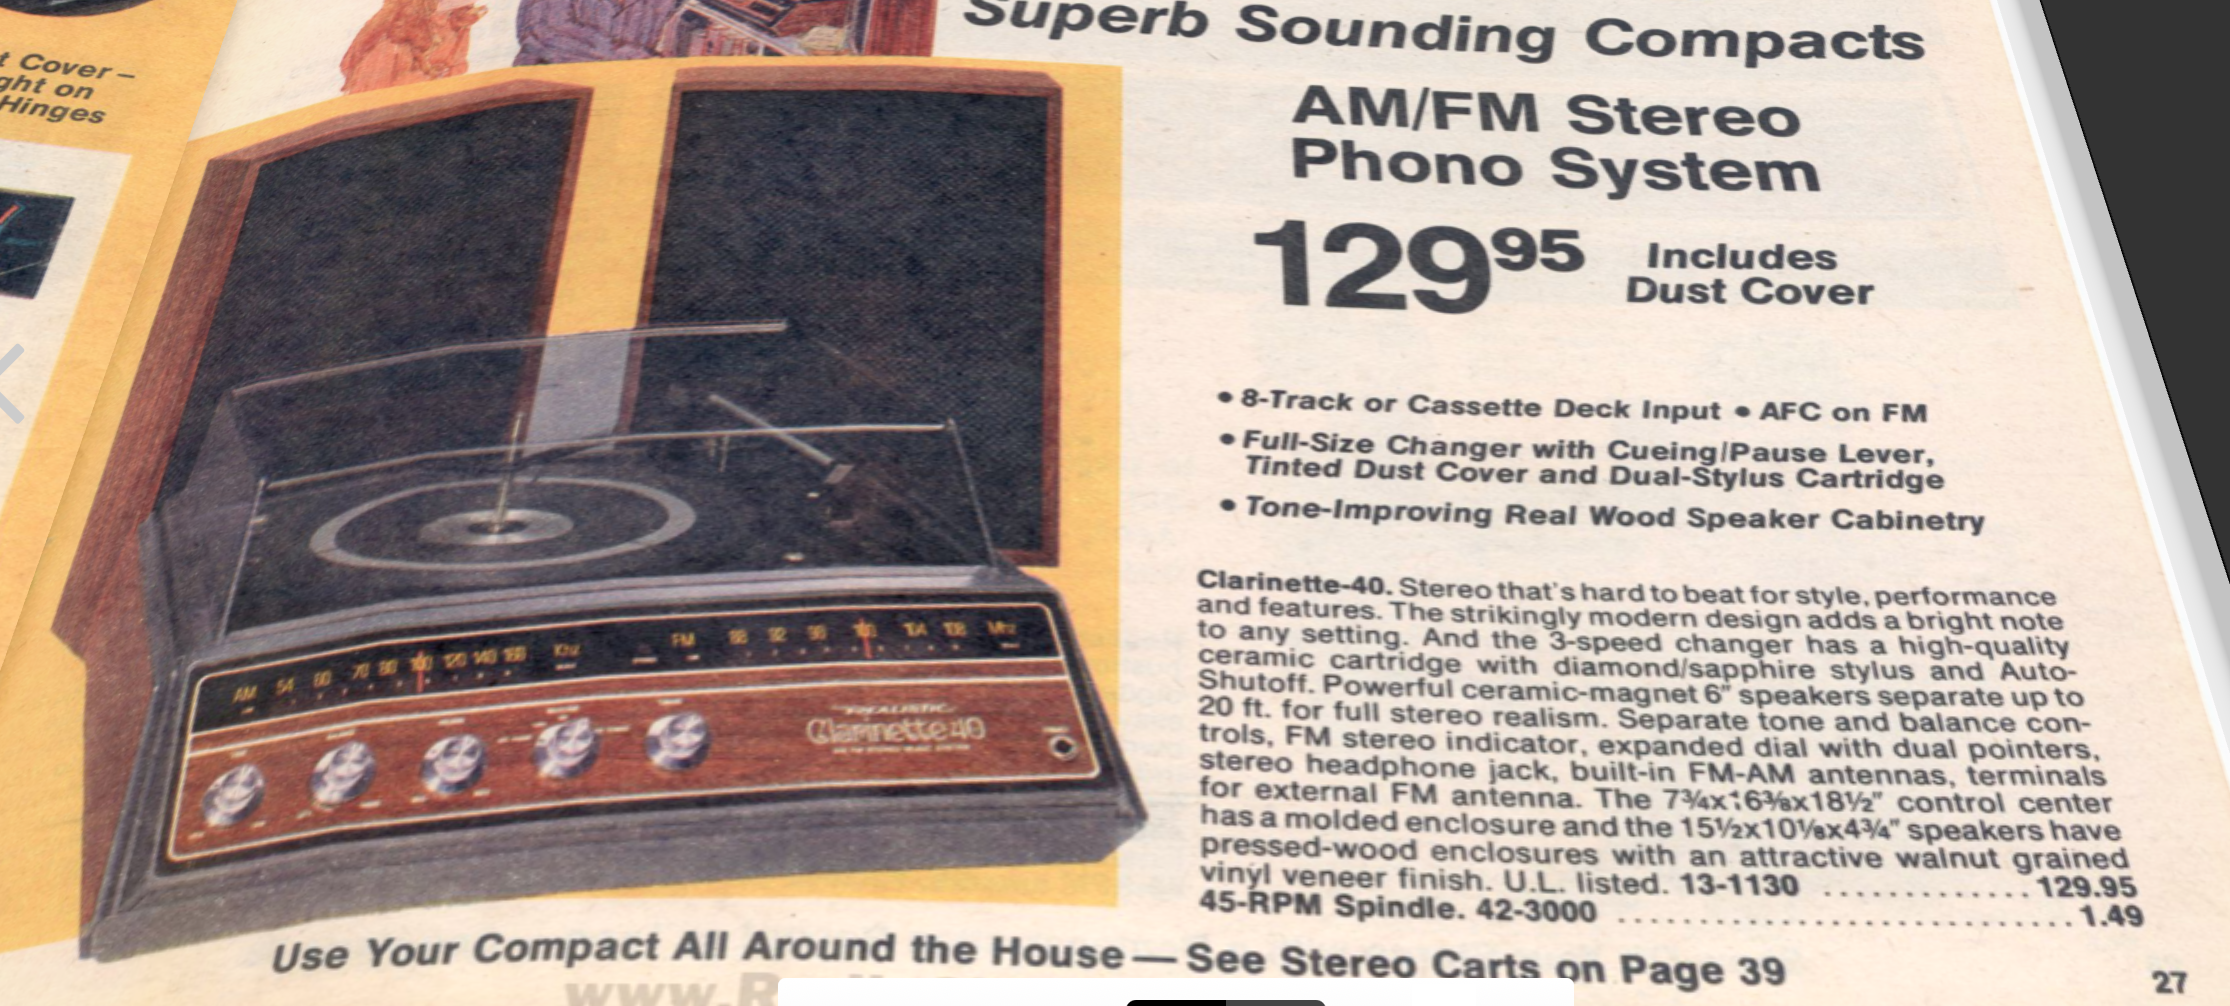 t Cover–
ght on
Hinges
Superb Sounding Compacts
AM/FM Stereo
Phono System
129 95
Includes
Dust Cover
• 8-Track or Cassette Deck Input • AFC on FM
• Full-Size Changer with Cueing/Pause Lever,
Tinted Dust Cover and Dual-Stylus Cartridge
• Tone-Improving Real Wood Speaker Cabinetry
Clarinette-40. Stereo that's hard to beat for style, performance
and features. The strikingly modern design adds a bright note
to any setting. And the 3-speed changer has a high-quality
ceramic cartridge with diamond/sapphire stylus and Auto-
Shutoff. Powerful ceramic-magnet 6" speakers separate up to
20 ft. for full stereo realism. Separate tone and balance con-
trols, FM stereo indicator, expanded dial with dual pointers,
stereo headphone jack, built-in FM-AM antennas, terminals
for external FM antenna. The 7¾x16⅜x18½" control center
has a molded enclosure and the 15½x10⅛x4¾" speakers have
pressed-wood enclosures with an attractive walnut grained
vinyl veneer finish. U.L. listed. 13-1130 ............. 129.95
45-RPM Spindle. 42-3000 ............................ 1.49
AM 54 60 70 80 100 120 140 160 Khz FM 88 92 98 100 104 108 Mhz
REALISTIC
Clarinette 40
Use Your Compact All Around the House — See Stereo Carts on Page 39
27
www.R